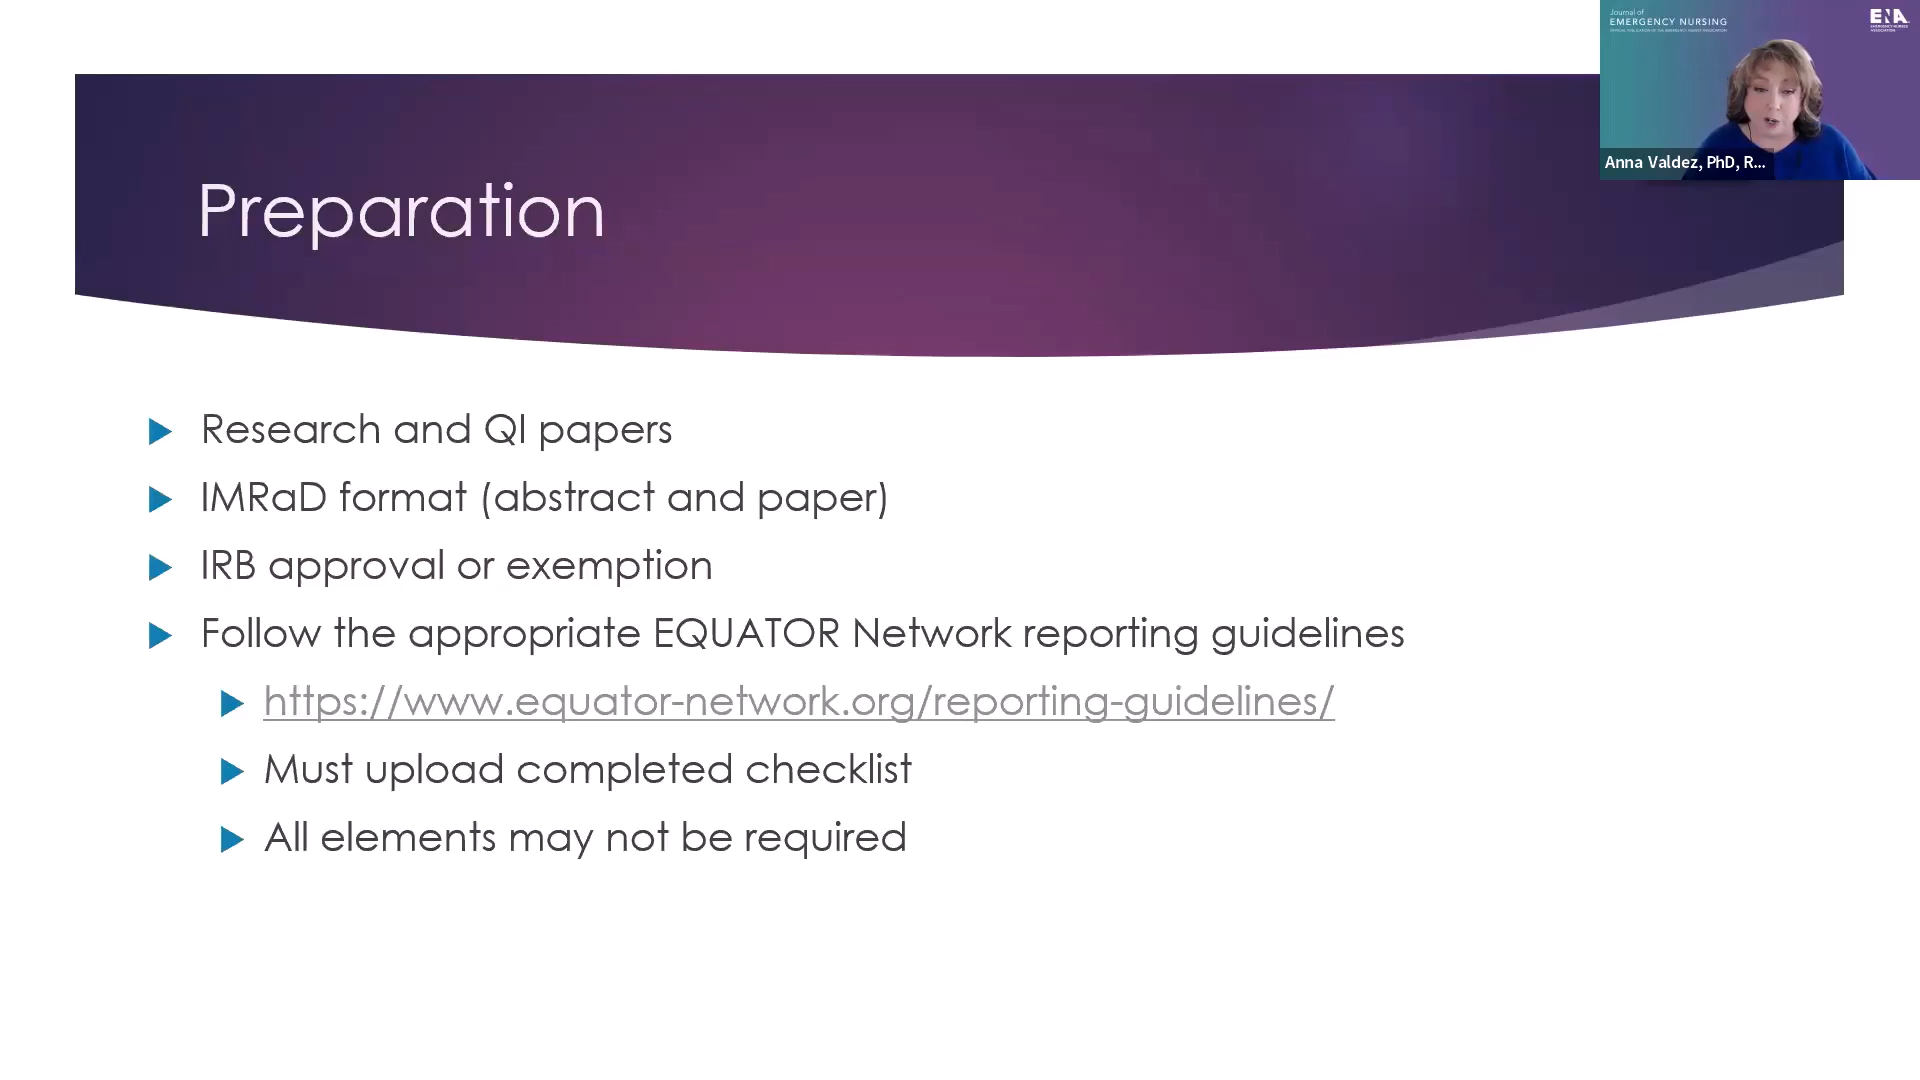 Journal of
EMERGENCY NURSING
ENA
Anna Valdez, PhD, R...
Preparation
Research and QI papers
IMRaD format (abstract and paper)
IRB approval or exemption
Follow the appropriate EQUATOR Network reporting guidelines
https://www.equator-network.org/reporting-guidelines/
Must upload completed checklist
All elements may not be required